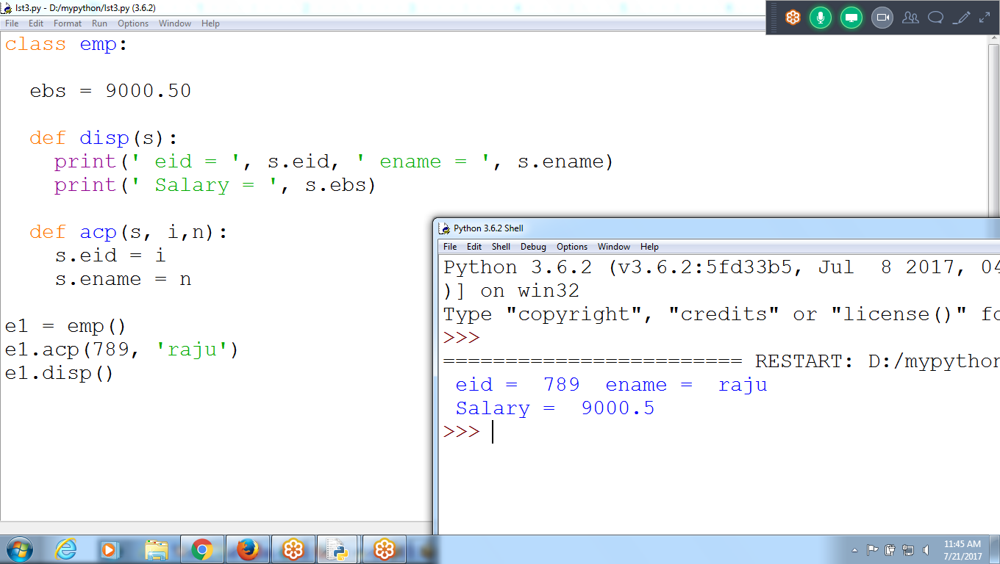 lst3.py - D:/mypython/lst3.py (3.6.2)
File Edit Format Run Options Window Help
class emp:
ebs = 9000.50
def disp(s):
print(' eid = ', s.eid, ' ename = ', s.ename)
print(' Salary = ', s.ebs)
def acp(s, i,n):
s.eid = i
s.ename = n
e1 = emp()
e1.acp(789, 'raju')
e1.disp()
Python 3.6.2 Shell
File Edit Shell Debug Options Window Help
Python 3.6.2 (v3.6.2:5fd33b5, Jul  8 2017, 04
)] on win32
Type "copyright", "credits" or "license()" fo
>>>
======================== RESTART: D:/mypython
eid =  789  ename =  raju
Salary =  9000.5
>>>
11:45 AM
7/21/2017